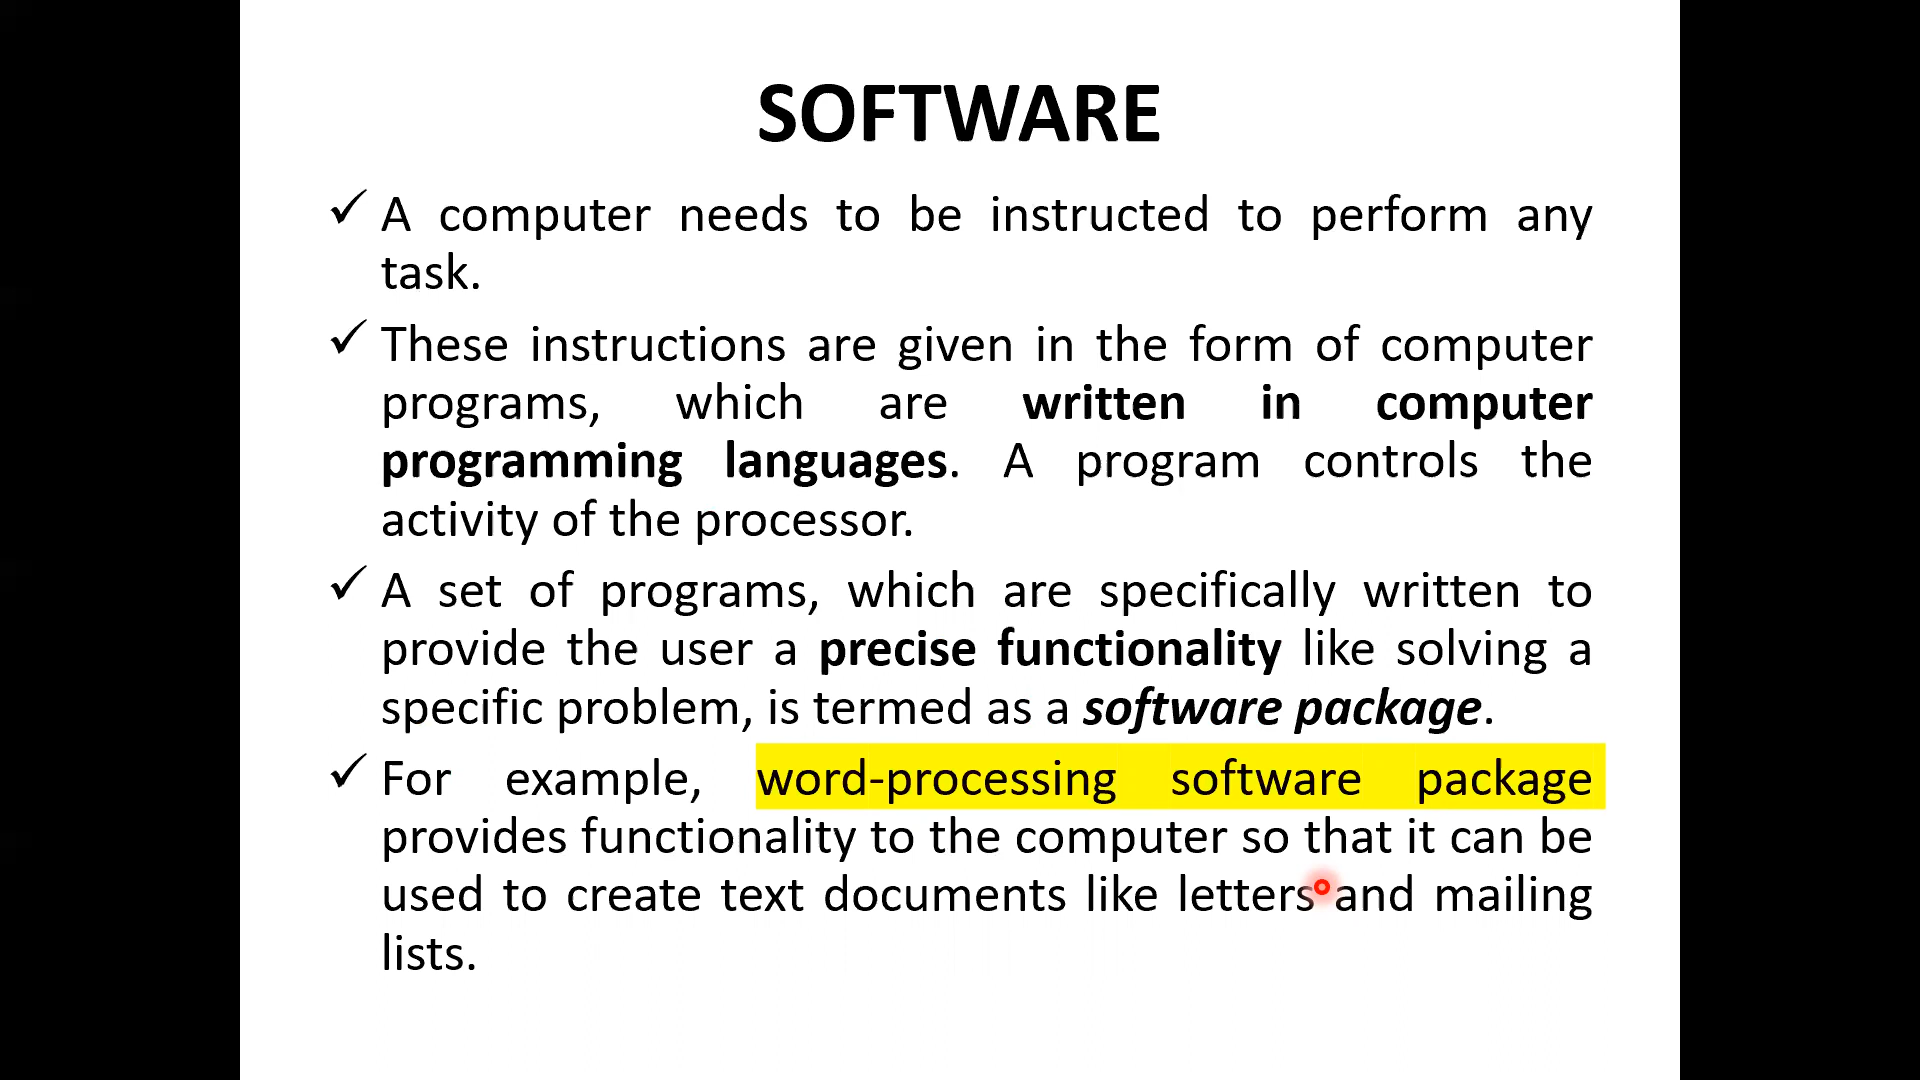 SOFTWARE
✓ A computer needs to be instructed to perform any
task.
✓ These instructions are given in the form of computer
programs, which are written in computer
programming languages. A program controls the
activity of the processor.
✓ A set of programs, which are specifically written to
provide the user a precise functionality like solving a
specific problem, is termed as a software package.
✓ For example, word-processing software package
provides functionality to the computer so that it can be
used to create text documents like letters and mailing
lists.